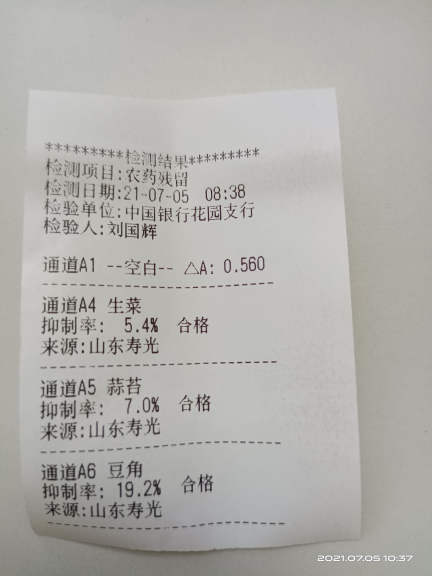 *********检测结果*********
检测项目:农药残留
检测日期:21-07-05 08:38
检验单位:中国银行花园支行
检验人:刘国辉
通道A1 --空白-- △A: 0.560
通道A4 生菜
抑制率: 5.4% 合格
来源:山东寿光
通道A5 蒜苔
抑制率: 7.0% 合格
来源:山东寿光
通道A6 豆角
抑制率: 19.2% 合格
来源:山东寿光
2021.07.05 10:37